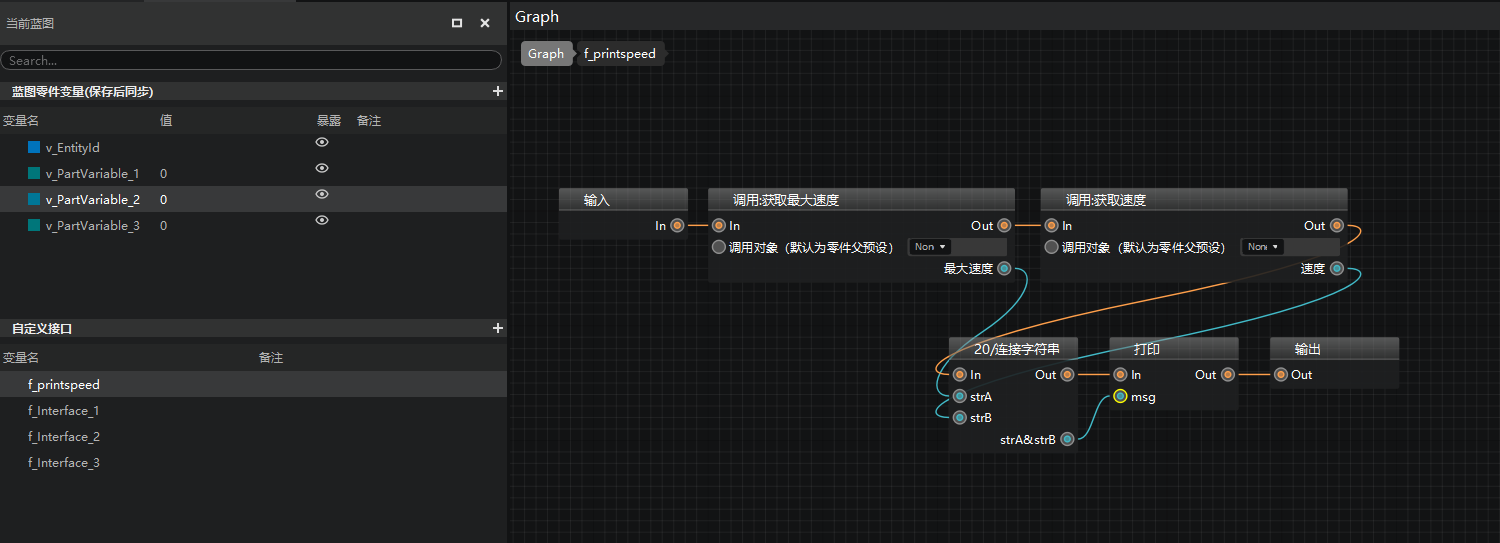 当前蓝图
Search...
蓝图零件变量(保存后同步)
变量名 值 暴露 备注
v_EntityId
v_PartVariable_1 0
v_PartVariable_2 0
v_PartVariable_3 0
自定义接口
变量名 备注
f_printspeed
f_Interface_1
f_Interface_2
f_Interface_3
Graph
Graph f_printspeed
输入
In
调用:获取最大速度
In Out
调用对象（默认为零件父预设） Non
最大速度
调用:获取速度
In Out
调用对象（默认为零件父预设） Non
速度
20/连接字符串
In Out
strA
strB
strA&strB
打印
In Out
msg
输出
Out